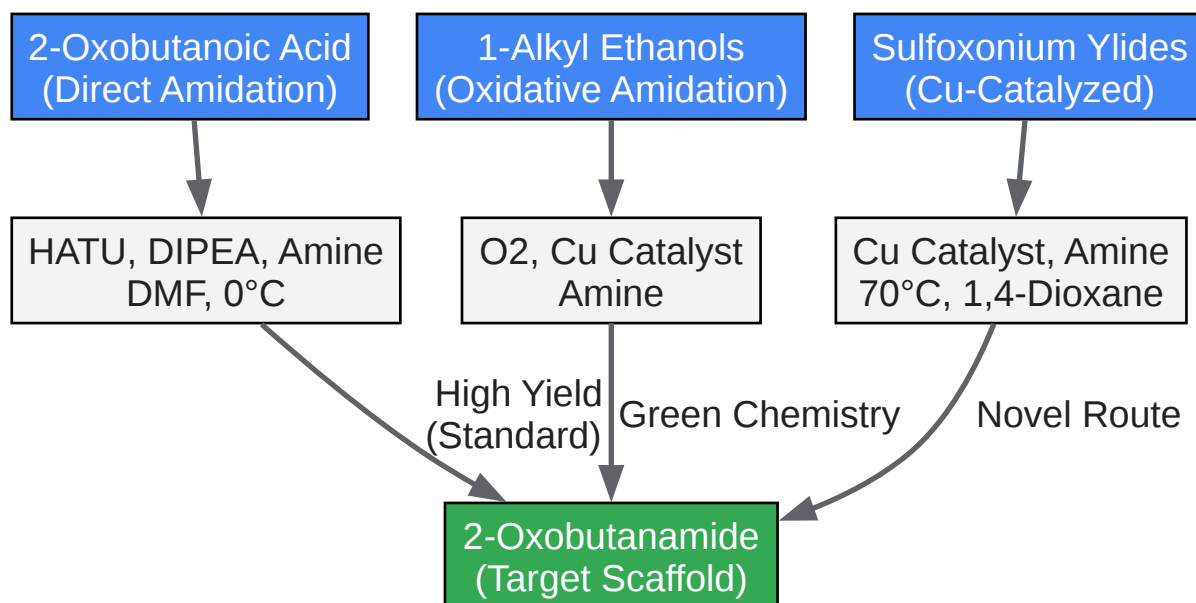 2-Oxobutanoic Acid
(Direct Amidation)
1-Alkyl Ethanols
(Oxidative Amidation)
Sulfoxonium Ylides
(Cu-Catalyzed)
HATU, DIPEA, Amine
DMF, 0°C
O2, Cu Catalyst
Amine
Cu Catalyst, Amine
70°C, 1,4-Dioxane
High Yield
(Standard)
Green Chemistry
Novel Route
2-Oxobutanamide
(Target Scaffold)